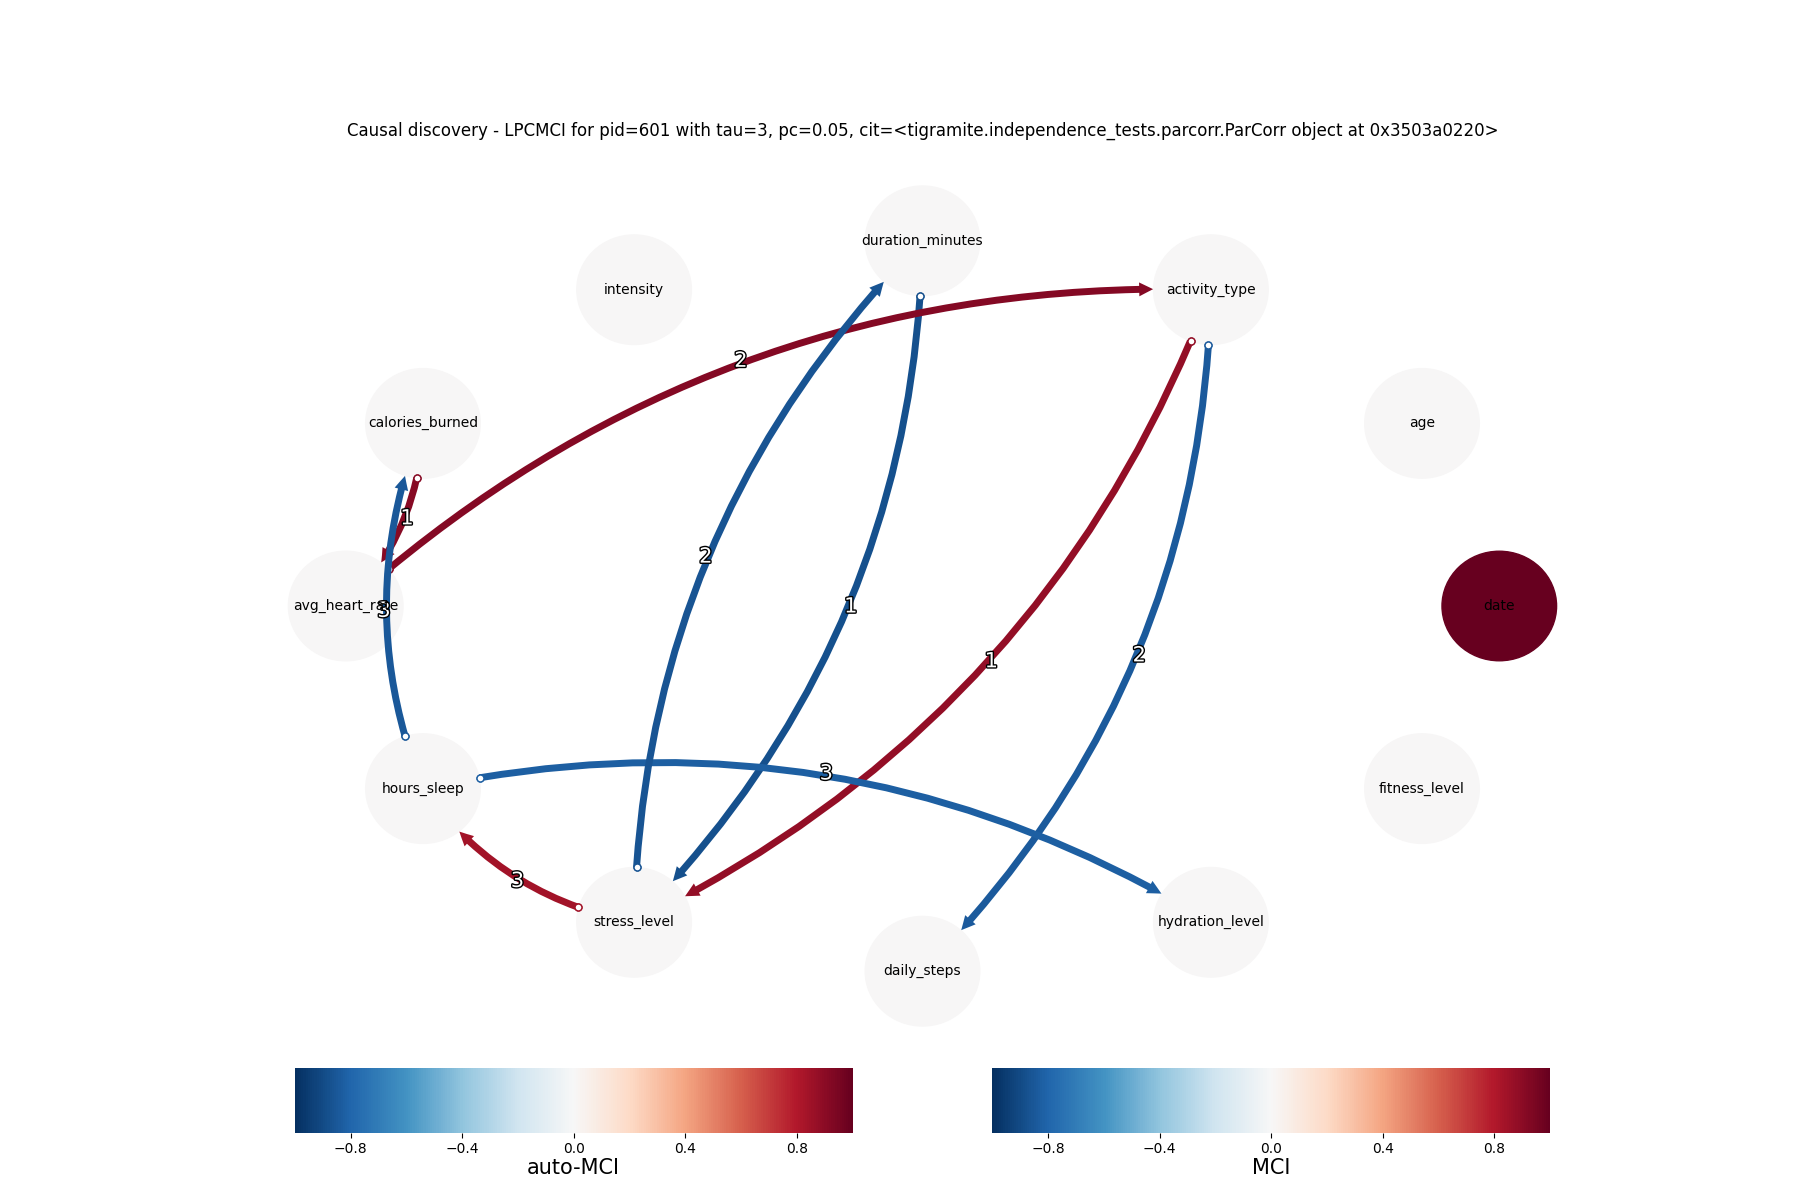 Causal discovery - LPCMCI for pid=601 with tau=3, pc=0.05, cit=<tigramite.independence_tests.parcorr.ParCorr object at 0x3503a0220>
duration_minutes
intensity
activity_type
2
calories_burned
age
1
2
avg_heart_rate
3
1
date
1
2
3
hours_sleep
fitness_level
3
stress_level
hydration_level
daily_steps
−0.8 −0.4 0.0 0.4 0.8
auto-MCI
−0.8 −0.4 0.0 0.4 0.8
MCI